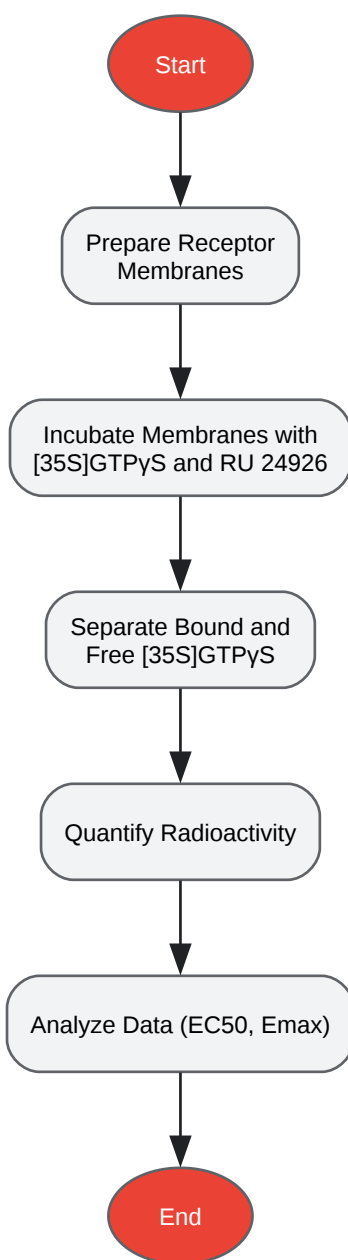 Start
Prepare Receptor
Membranes
Incubate Membranes with
[35S]GTPγS and RU 24926
Separate Bound and
Free [35S]GTPγS
Quantify Radioactivity
Analyze Data (EC50, Emax)
End